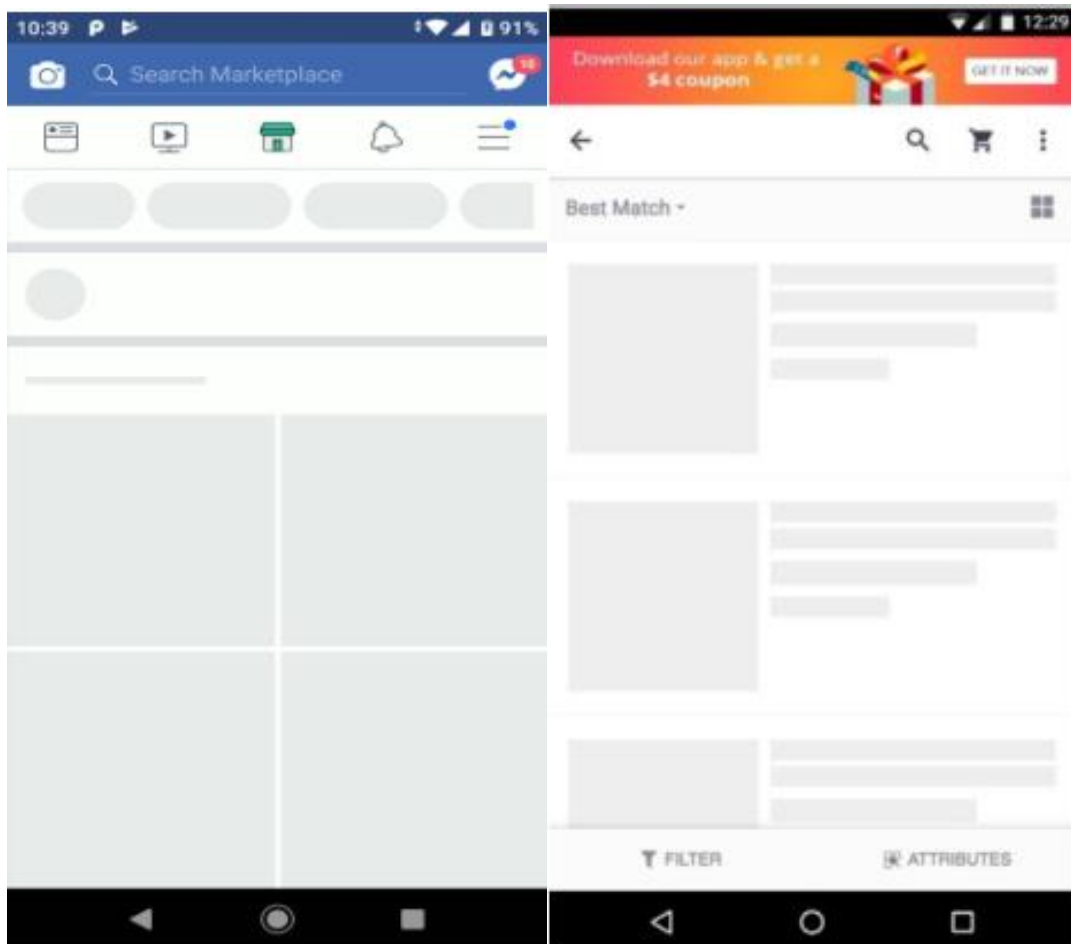 10:39
91%
Search Marketplace
10
12:29
Download our app & get a
$4 coupon
GET IT NOW
Best Match
FILTER
ATTRIBUTES